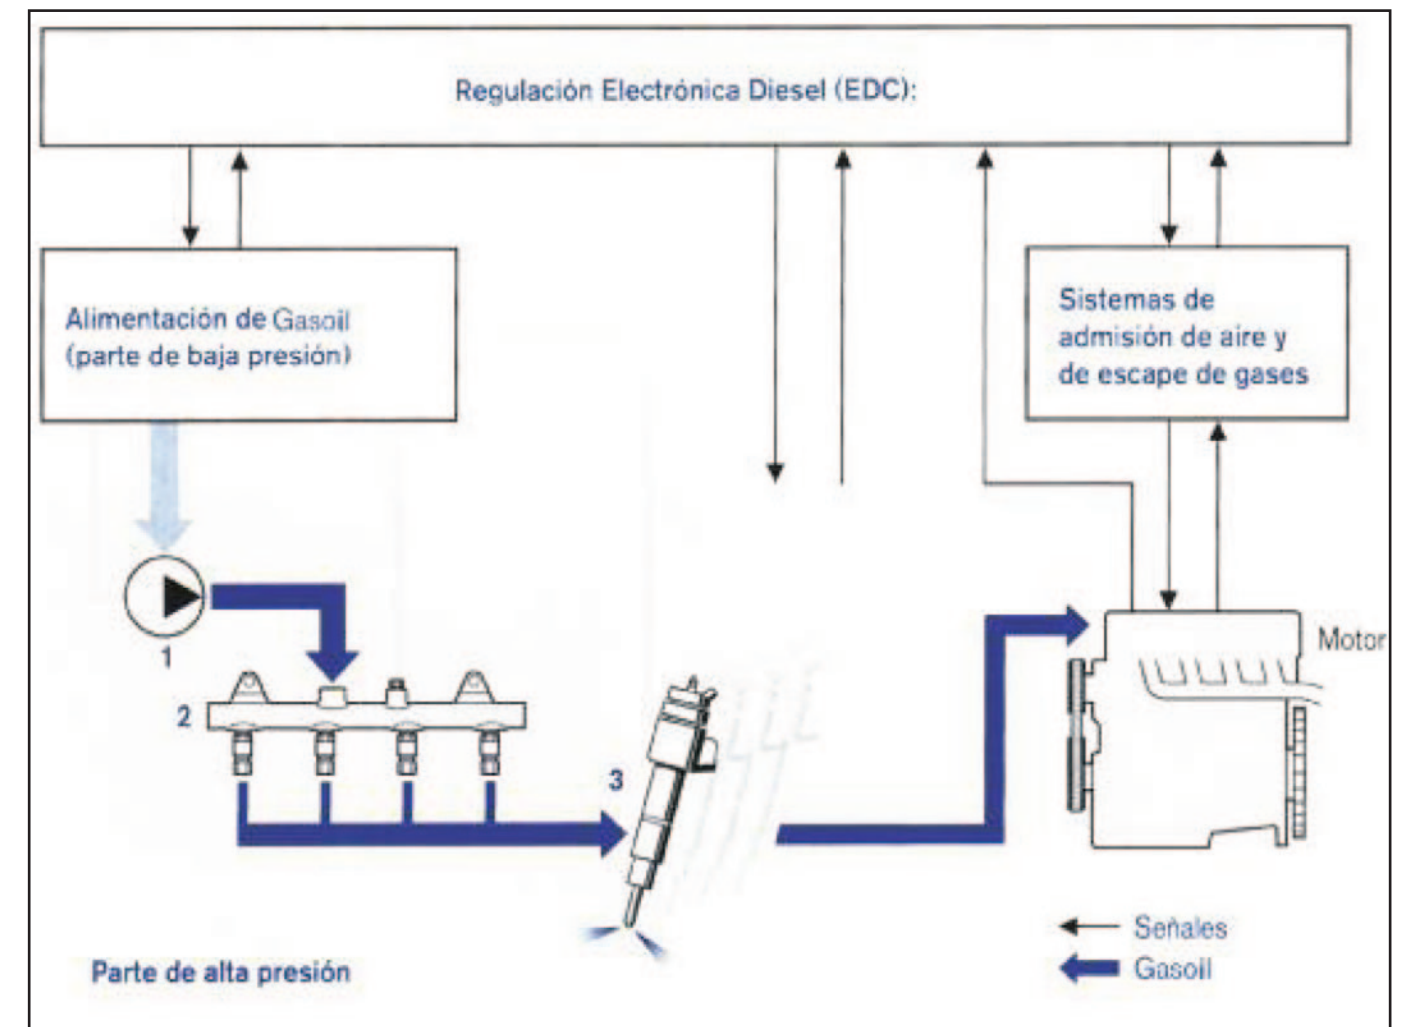 Regulación Electrónica Diesel (EDC):
Alimentación de Gasoil
(parte de baja presión)
Sistemas de
admisión de aire y
de escape de gases
1
Motor
2
3
Señales
Gasoil
Parte de alta presión